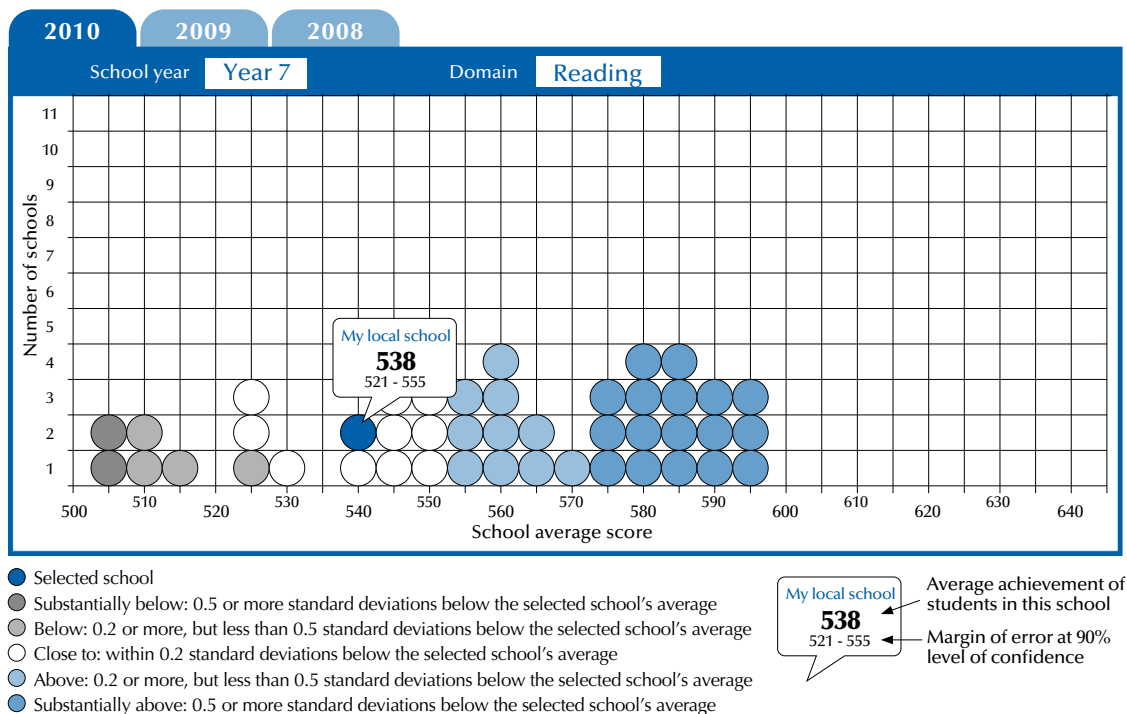 2010 2009 2008
School year Year 7 Domain Reading
Number of schools
11
10
9
8
7
6
5
4
3
2
1
My local school
538
521 - 555
500 510 520 530 540 550 560 570 580 590 600 610 620 630 640
School average score
Selected school
Substantially below: 0.5 or more standard deviations below the selected school's average
Below: 0.2 or more, but less than 0.5 standard deviations below the selected school's average
Close to: within 0.2 standard deviations below the selected school's average
Above: 0.2 or more, but less than 0.5 standard deviations below the selected school's average
Substantially above: 0.5 or more standard deviations below the selected school's average
My local school
538
521 - 555
Average achievement of
students in this school
Margin of error at 90%
level of confidence